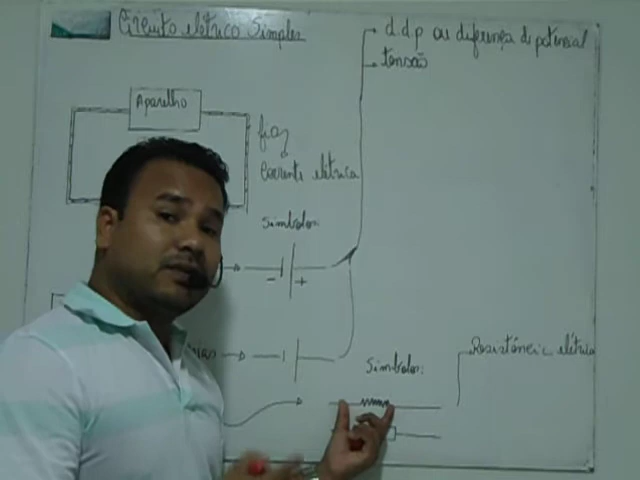 Circuito elétrico Simples
d.d.p ou diferença de potencial
tensão
Aparelho
fios
Corrente elétrica
Simbolos:
- +
Resistência elétrica
Simbolos: